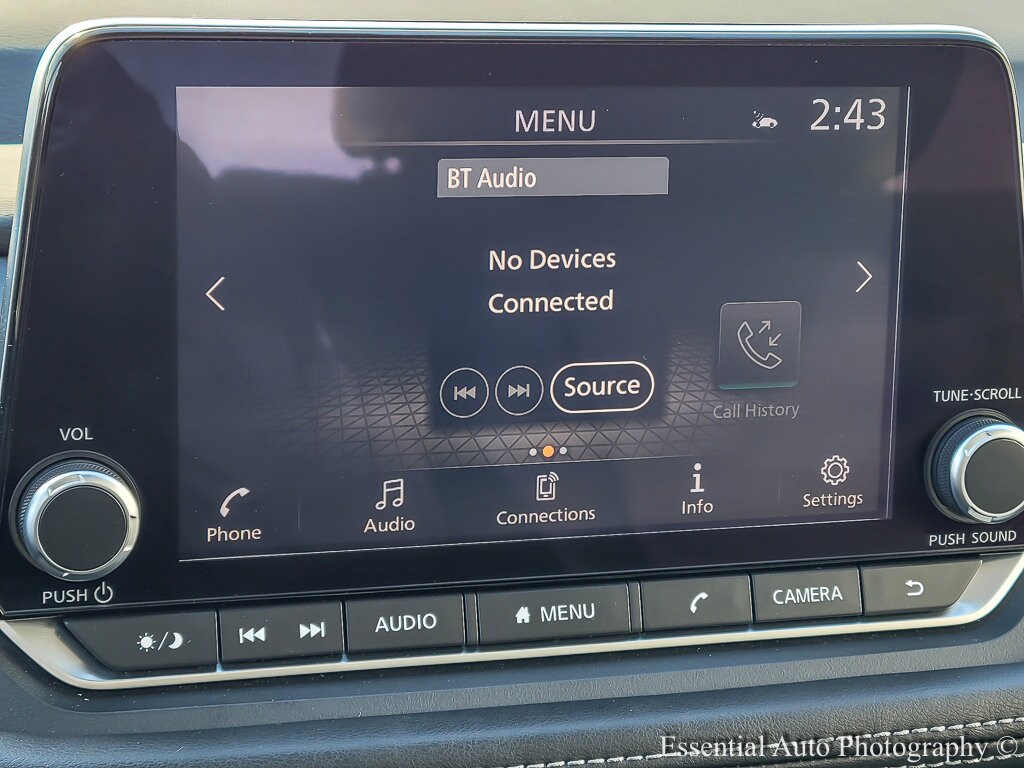 MENU
2:43
BT Audio
No Devices
Connected
Source
Call History
Phone
Audio
Connections
Info
Settings
VOL
PUSH
TUNE·SCROLL
PUSH SOUND
AUDIO
MENU
CAMERA
Essential Auto Photography ©